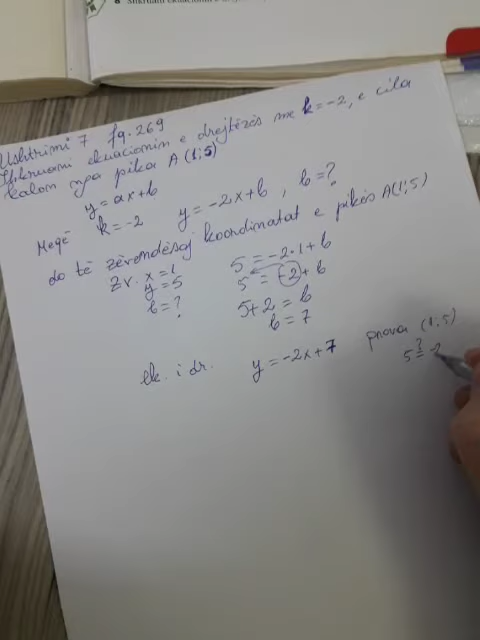 Ushtrimi 7 fq. 269
Shkruani ekuacionin e drejtëzës me k = -2, e cila
kalon nga pika A (1;5)
y = ax + b
Meqë k = -2 y = -2x + b, b = ?
do të zëvendësoj koordinatat e pikës A(1;5)
Zv. x = 1 5 = -2·1 + b
y = 5 5 = -2 + b
b = ? 5 + 2 = b
b = 7
Ek. i dr. y = -2x + 7 prova (1;5)
5 ≟ -2